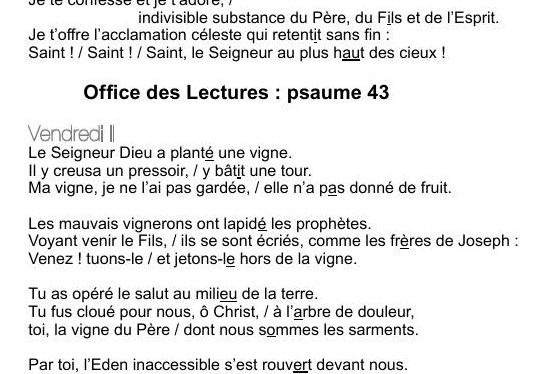 Je te confesse et je t'adore, /
indivisible substance du Père, du Fils et de l'Esprit.
Je t'offre l'acclamation céleste qui retentit sans fin :
Saint ! / Saint ! / Saint, le Seigneur au plus haut des cieux !
Office des Lectures : psaume 43
Vendredi II
Le Seigneur Dieu a planté une vigne.
Il y creusa un pressoir, / y bâtit une tour.
Ma vigne, je ne l'ai pas gardée, / elle n'a pas donné de fruit.
Les mauvais vignerons ont lapidé les prophètes.
Voyant venir le Fils, / ils se sont écriés, comme les frères de Joseph :
Venez ! tuons-le / et jetons-le hors de la vigne.
Tu as opéré le salut au milieu de la terre.
Tu fus cloué pour nous, ô Christ, / à l'arbre de douleur,
toi, la vigne du Père / dont nous sommes les sarments.
Par toi, l'Eden inaccessible s'est rouvert devant nous.